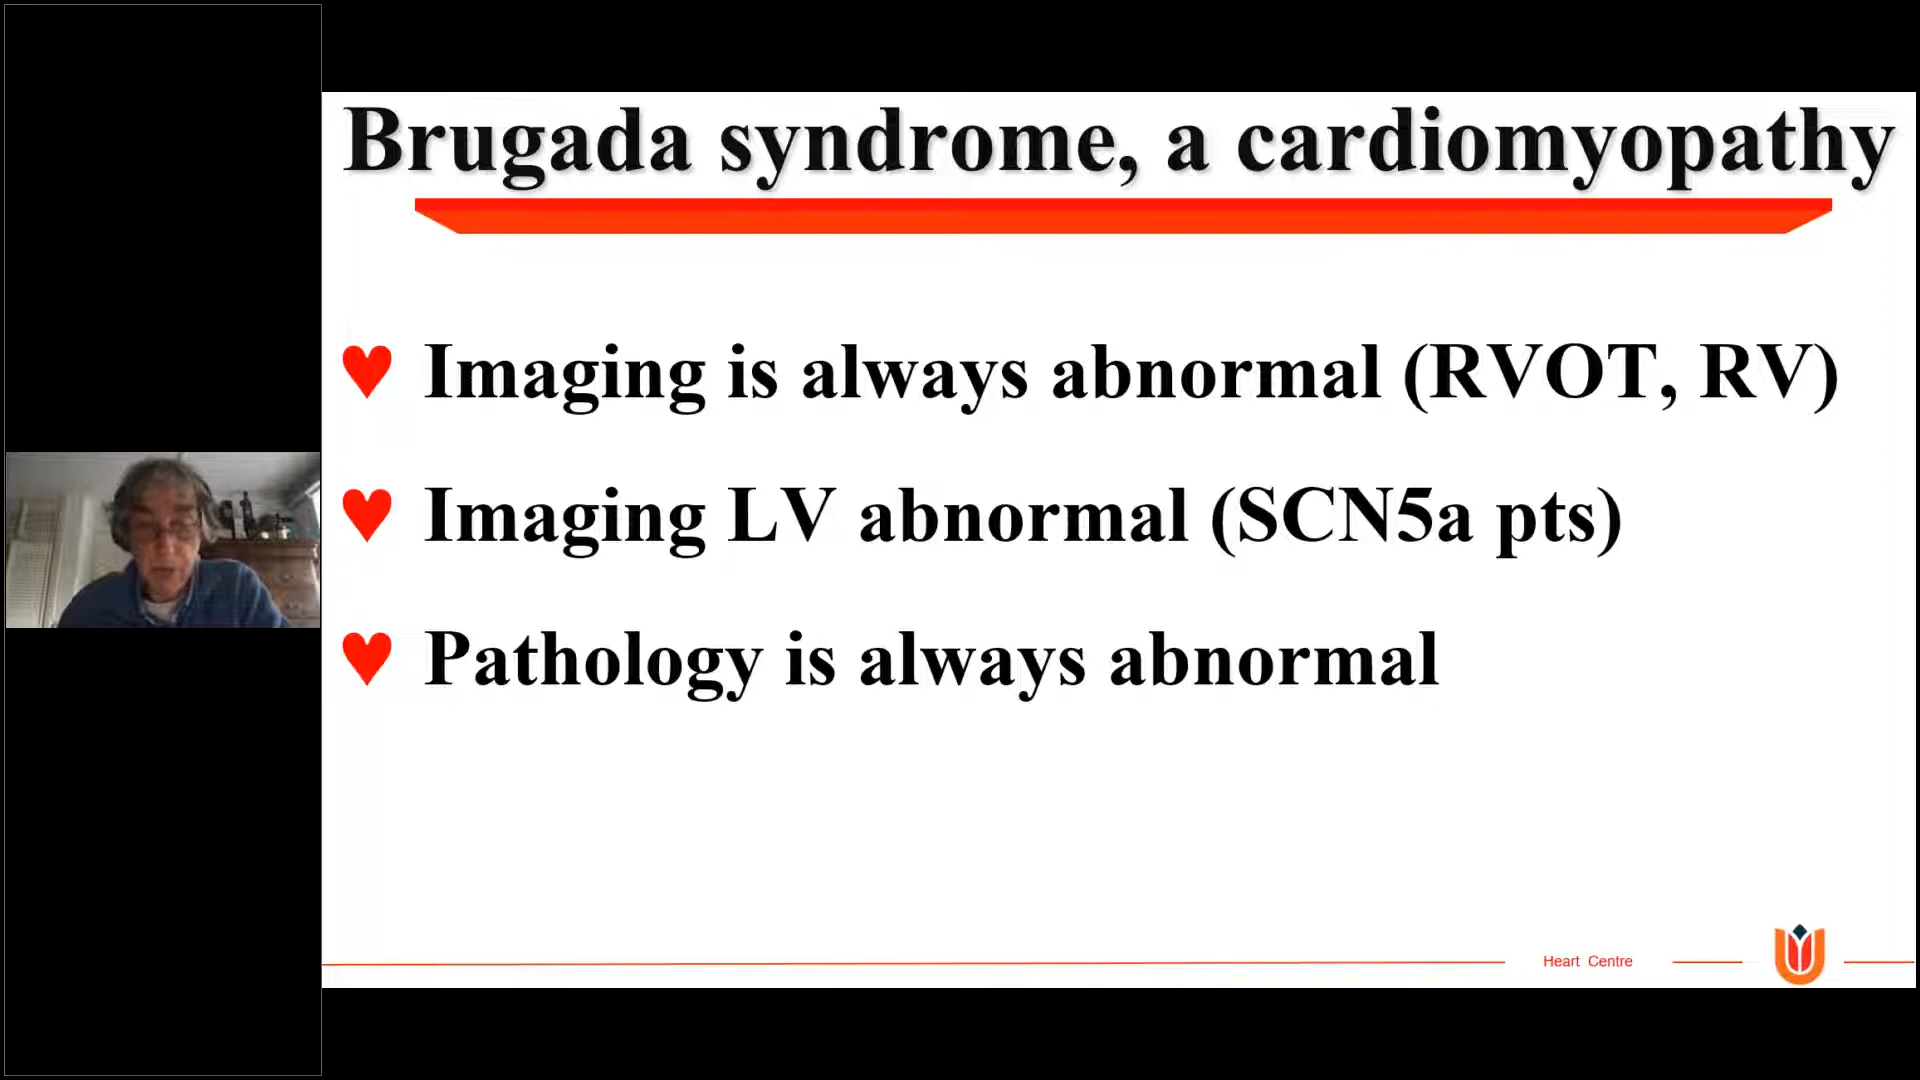 Brugada syndrome, a cardiomyopathy
Imaging is always abnormal (RVOT, RV)
Imaging LV abnormal (SCN5a pts)
Pathology is always abnormal
Heart Centre